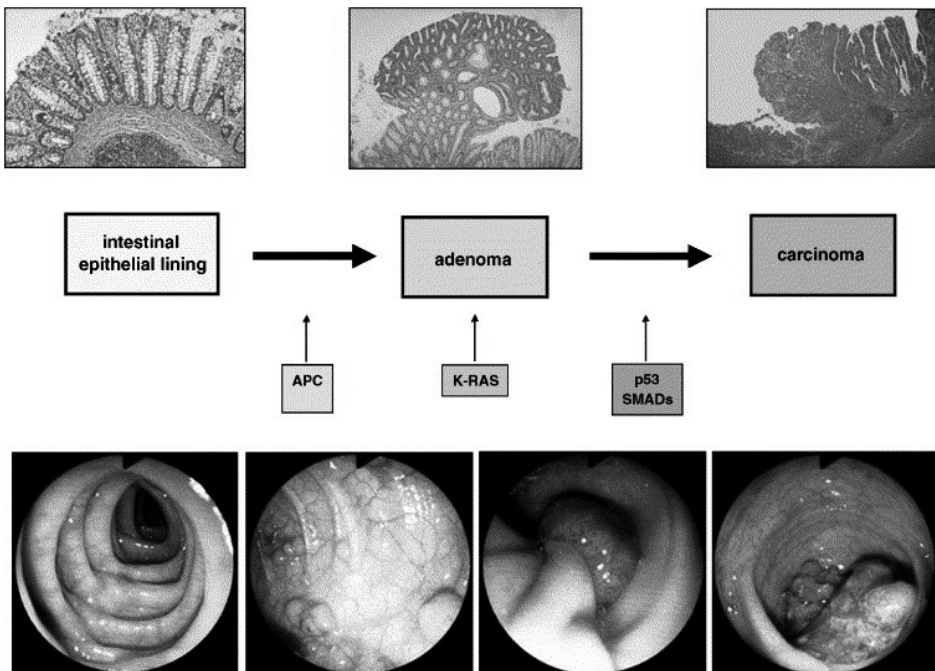 intestinal
epithelial lining
adenoma
carcinoma
APC
K-RAS
p53
SMADs